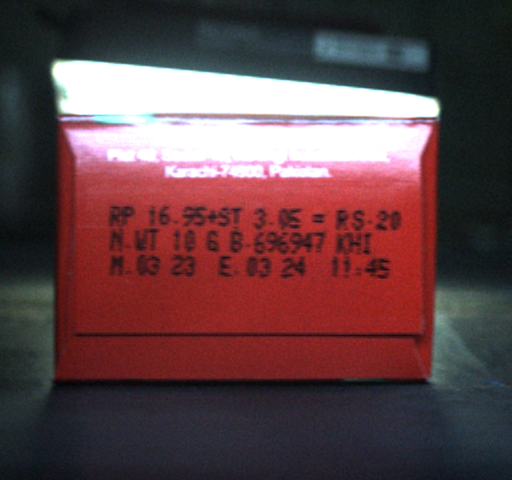 Karachi-74900, Pakistan.
RP 16.95+ST 3.05 = RS.20
N.WT 10 G B-696947 KHI
M.03 23 E.03 24 11:45